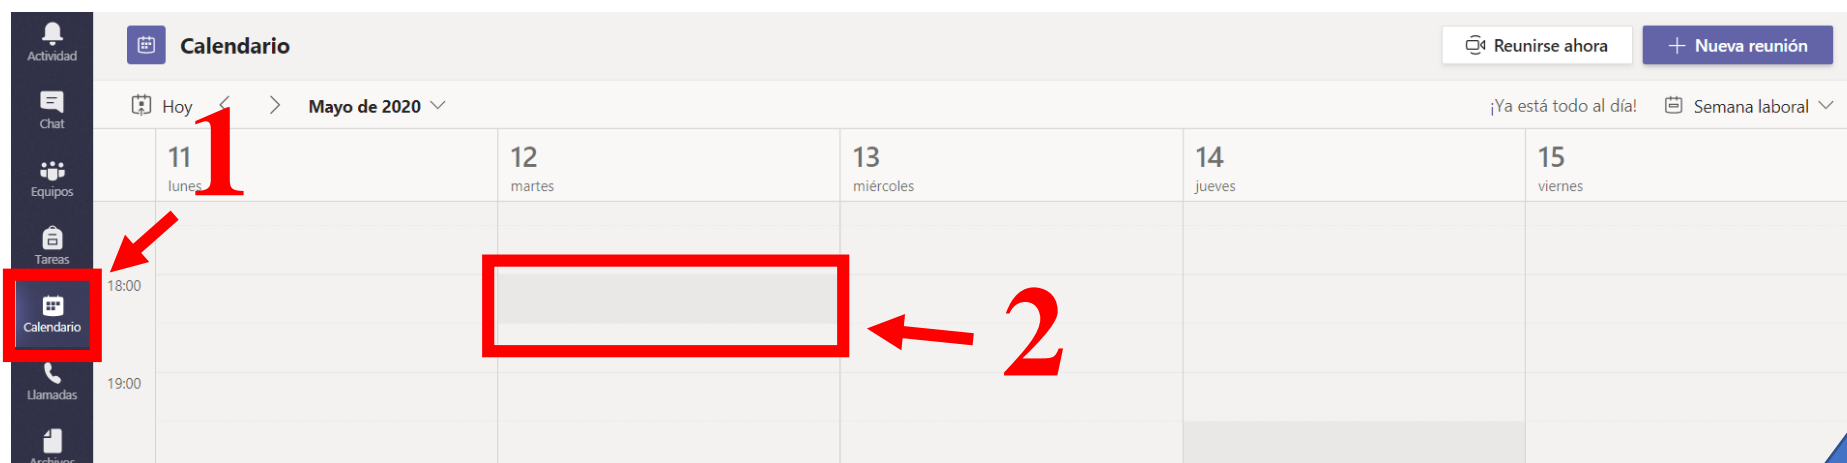 Actividad
Calendario
Reunirse ahora
+ Nueva reunión
Chat
Hoy
Mayo de 2020
¡Ya está todo al día!
Semana laboral
1
11
lunes
12
martes
13
miércoles
14
jueves
15
viernes
Equipos
Tareas
18:00
Calendario
2
19:00
Llamadas
Archivos